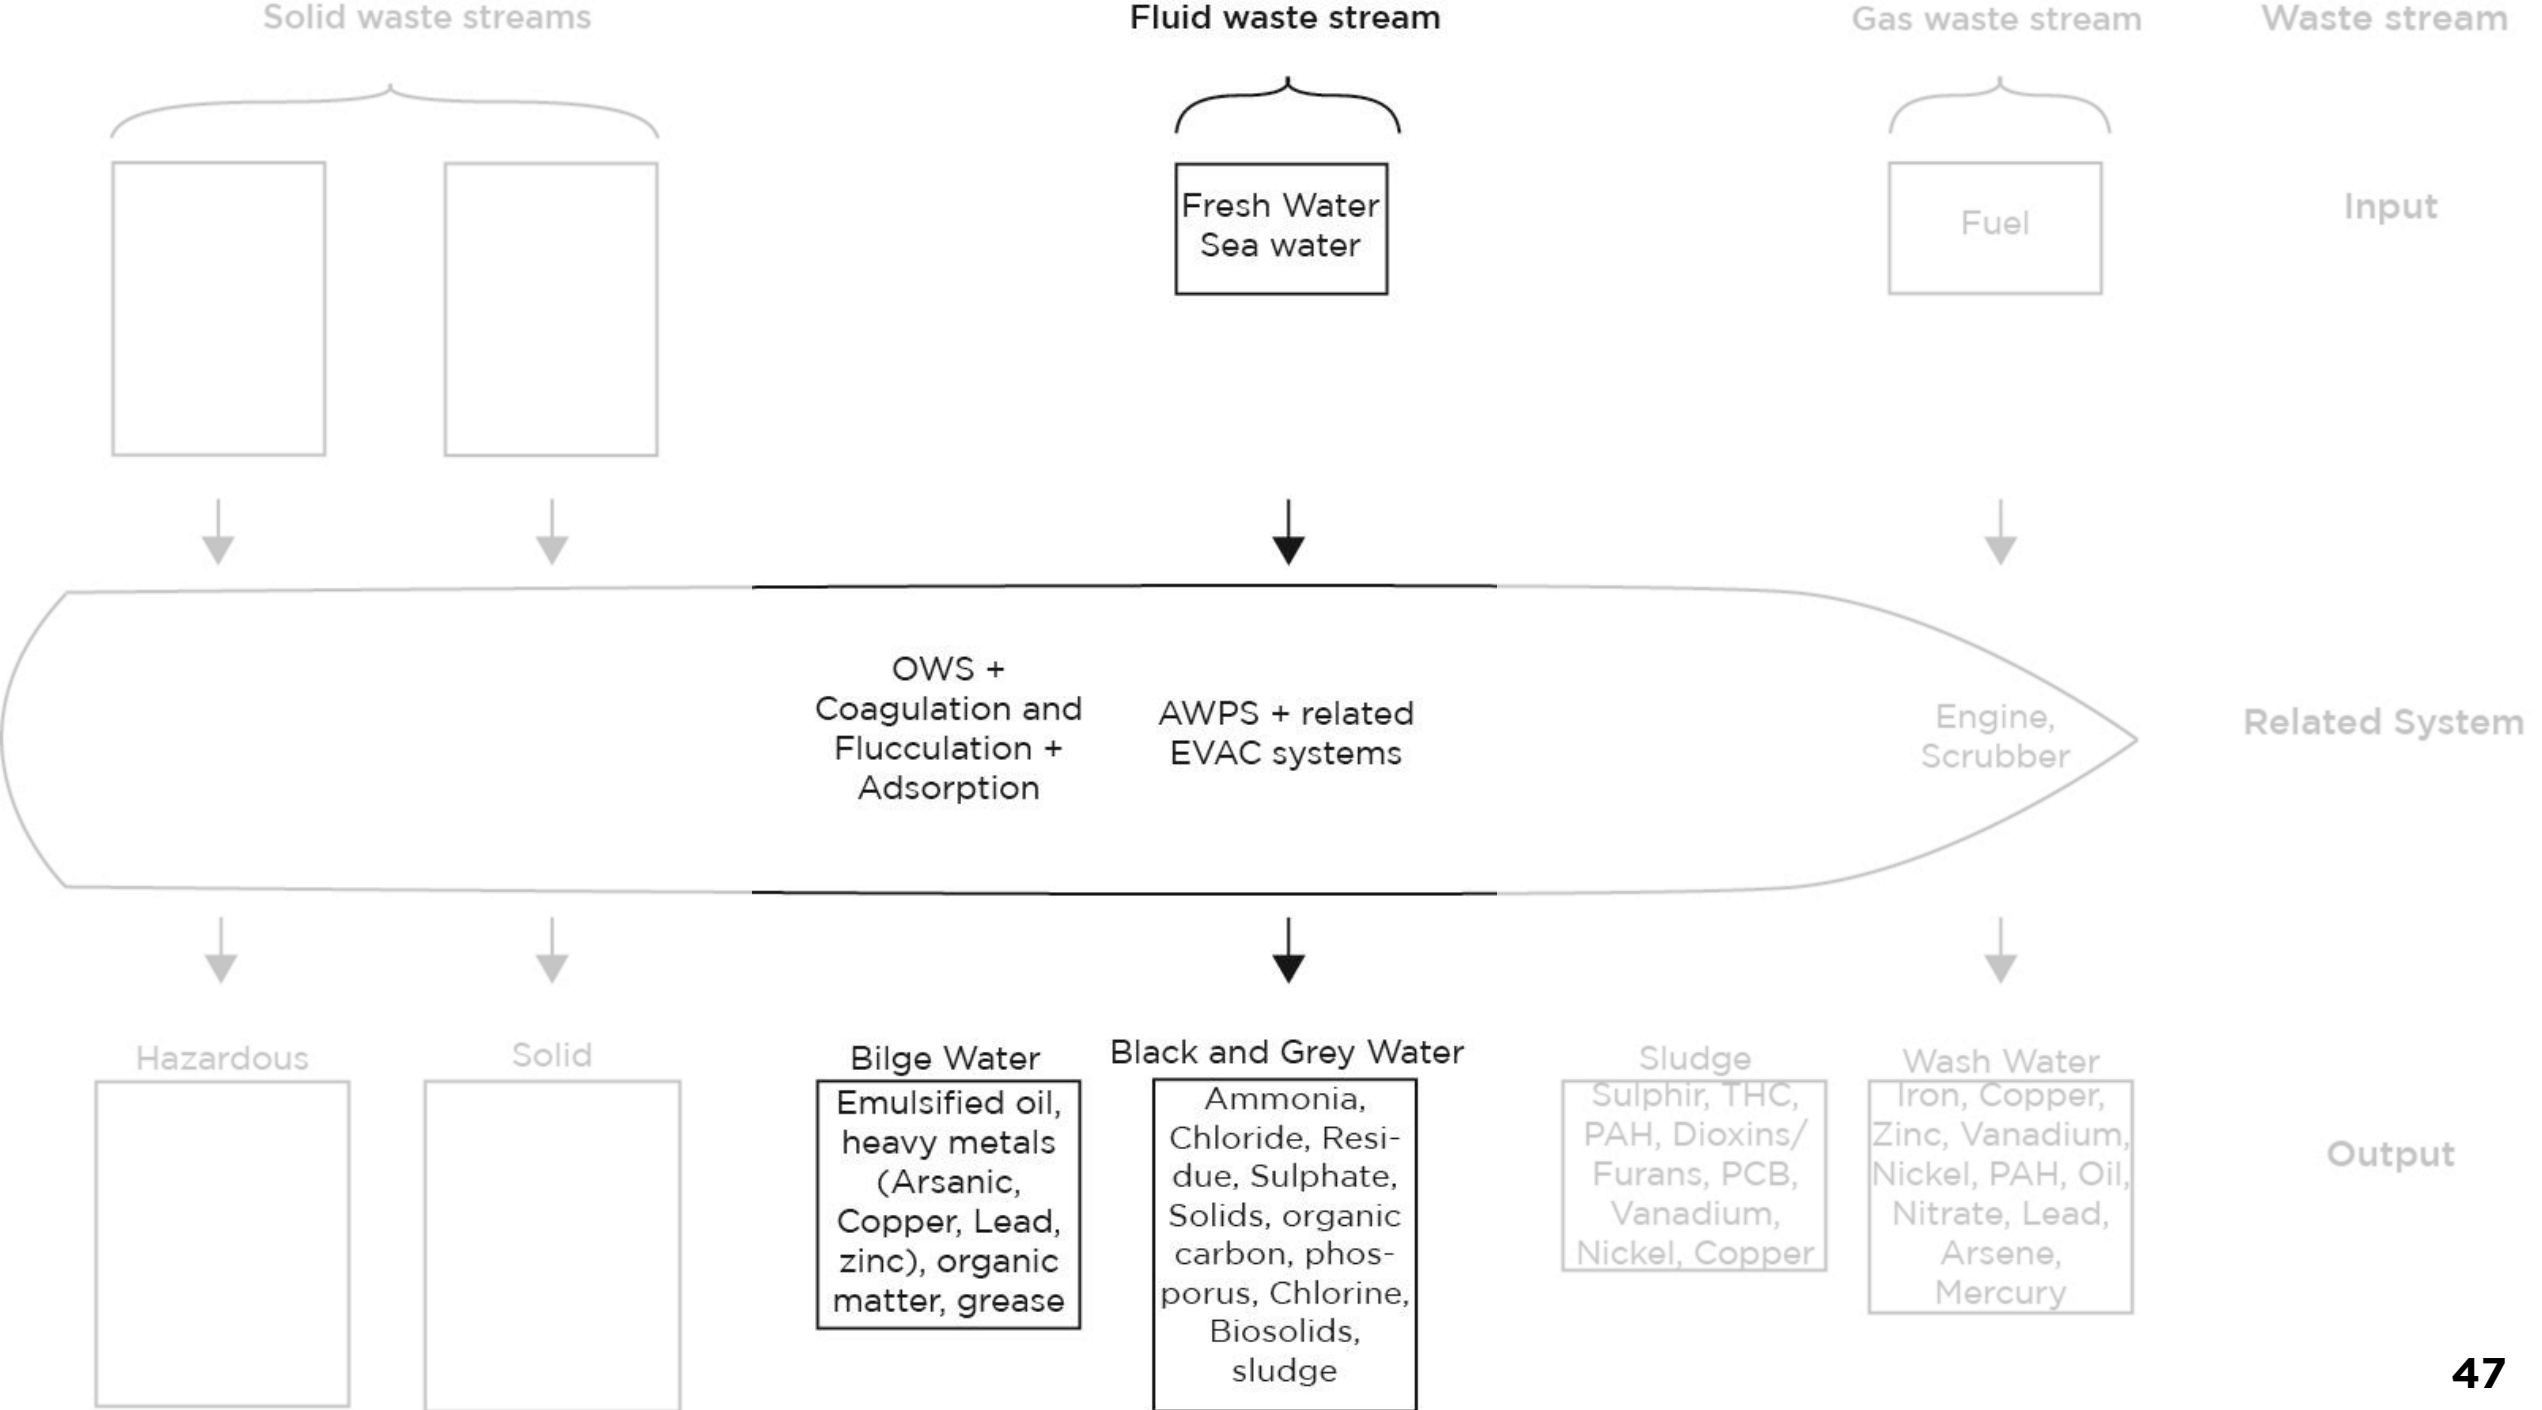 Solid waste streams
Fluid waste stream
Gas waste stream
Waste stream
Fresh Water
Sea water
Fuel
Input
OWS +
Coagulation and
Flucculation +
Adsorption
AWPS + related
EVAC systems
Engine,
Scrubber
Related System
Hazardous
Solid
Bilge Water
Emulsified oil,
heavy metals
(Arsanic,
Copper, Lead,
zinc), organic
matter, grease
Black and Grey Water
Ammonia,
Chloride, Resi-
due, Sulphate,
Solids, organic
carbon, phos-
porus, Chlorine,
Biosolids,
sludge
Sludge
Sulphir, THC,
PAH, Dioxins/
Furans, PCB,
Vanadium,
Nickel, Copper
Wash Water
Iron, Copper,
Zinc, Vanadium,
Nickel, PAH, Oil,
Nitrate, Lead,
Arsene,
Mercury
Output
47